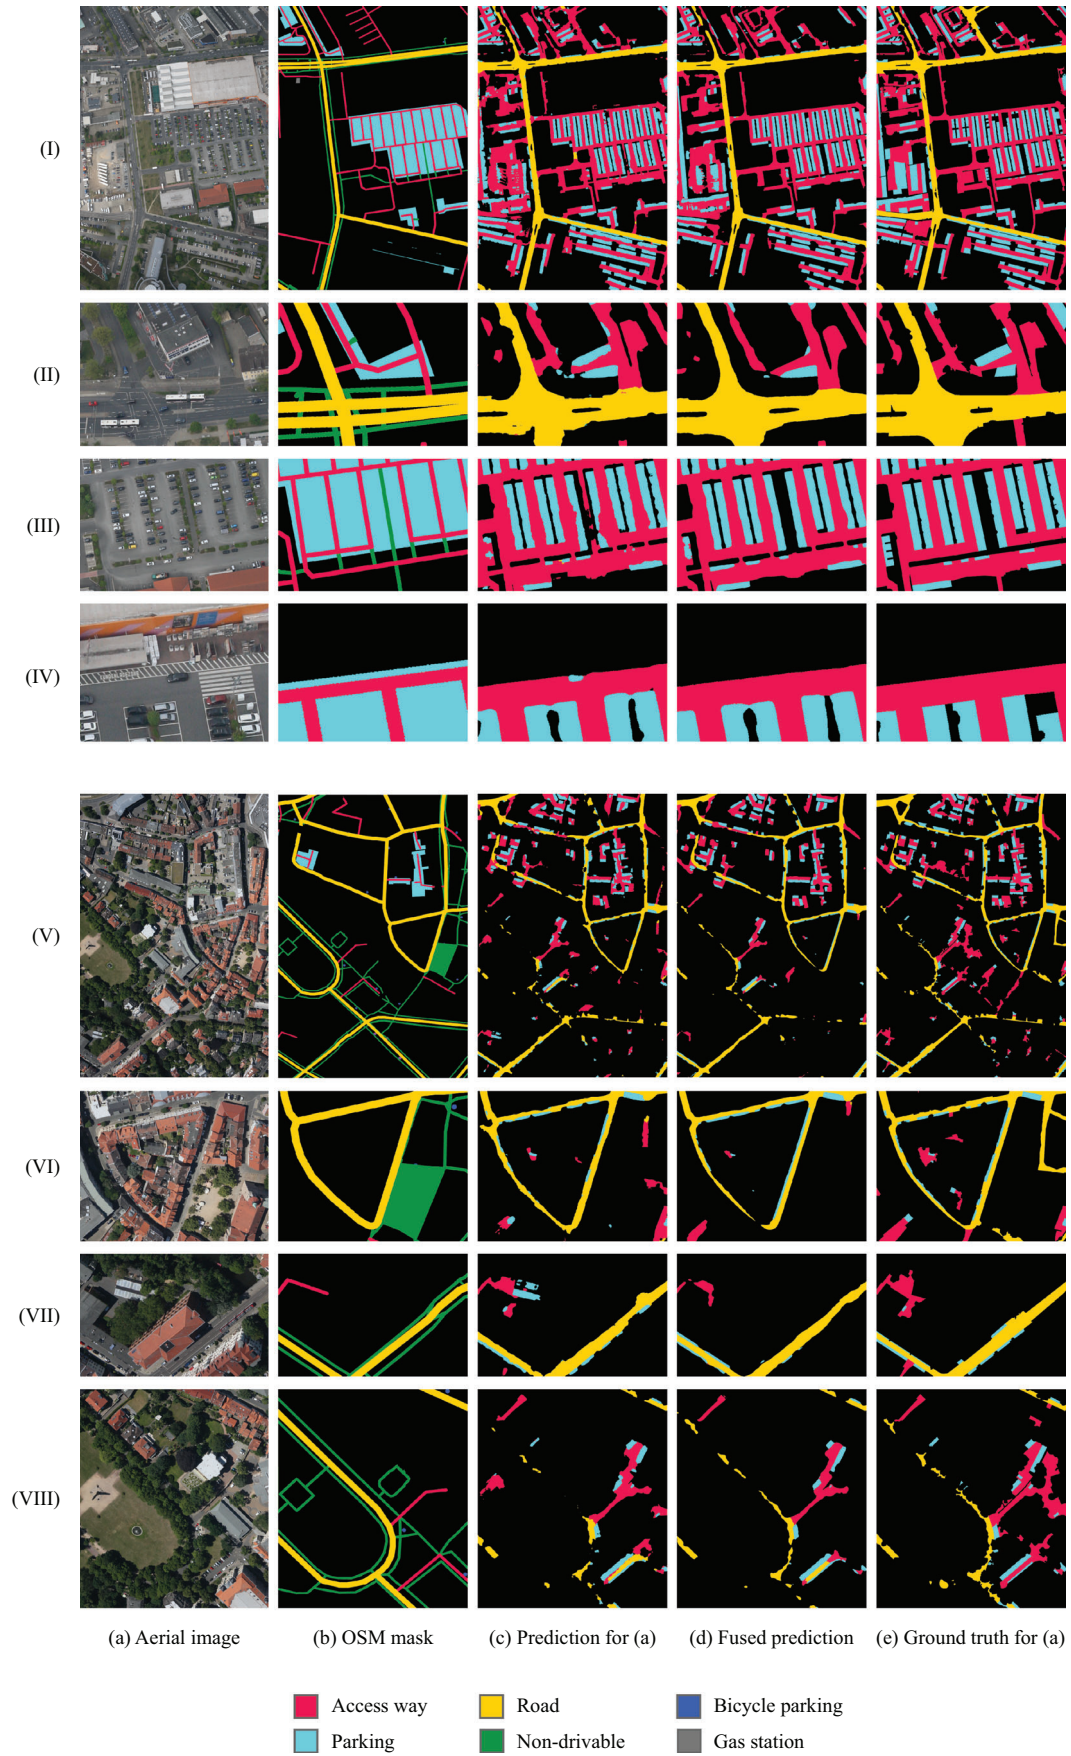 (I)
(II)
(III)
(IV)
(V)
(VI)
(VII)
(VIII)
(a) Aerial image (b) OSM mask (c) Prediction for (a) (d) Fused prediction (e) Ground truth for (a)
Access way Road Bicycle parking
Parking Non-drivable Gas station